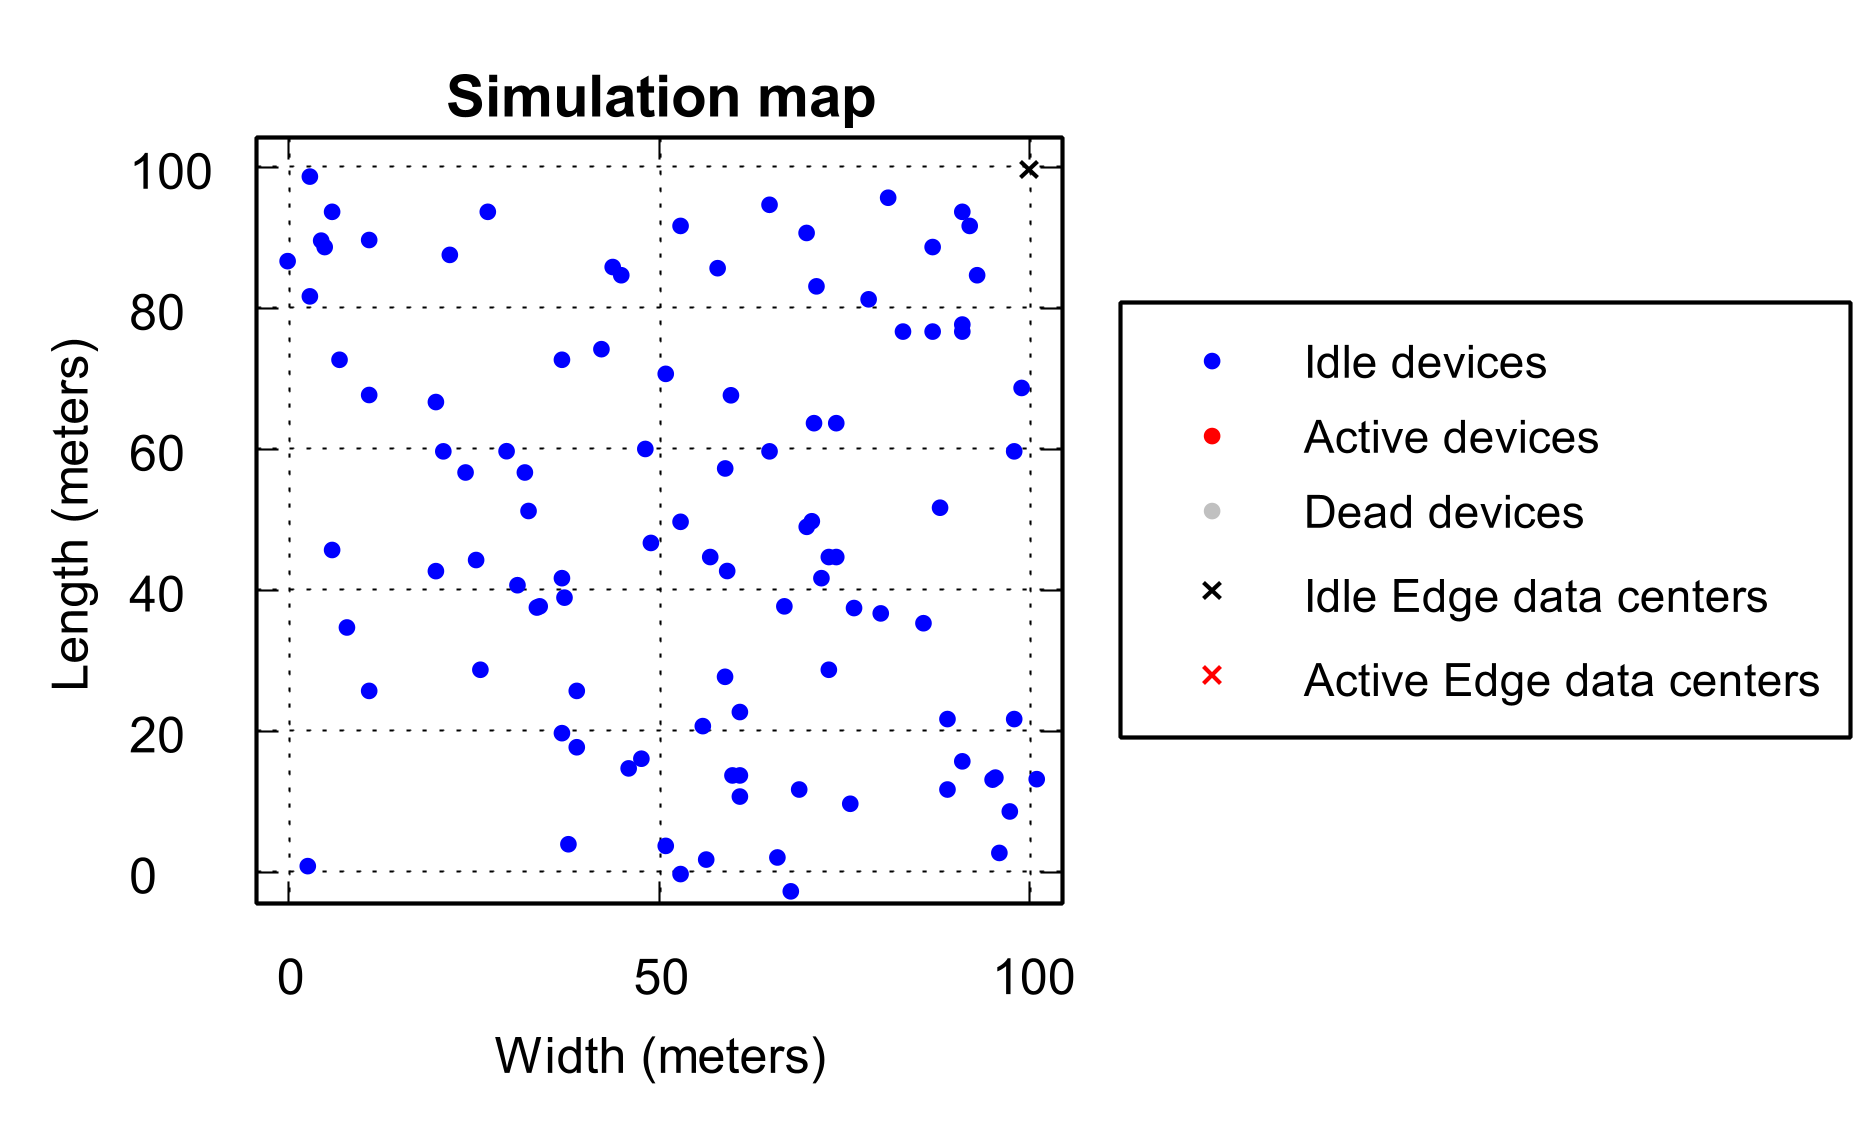 Simulation map
100
80
60
40
20
0
Length (meters)
0 50 100
Width (meters)
Idle devices
Active devices
Dead devices
Idle Edge data centers
Active Edge data centers